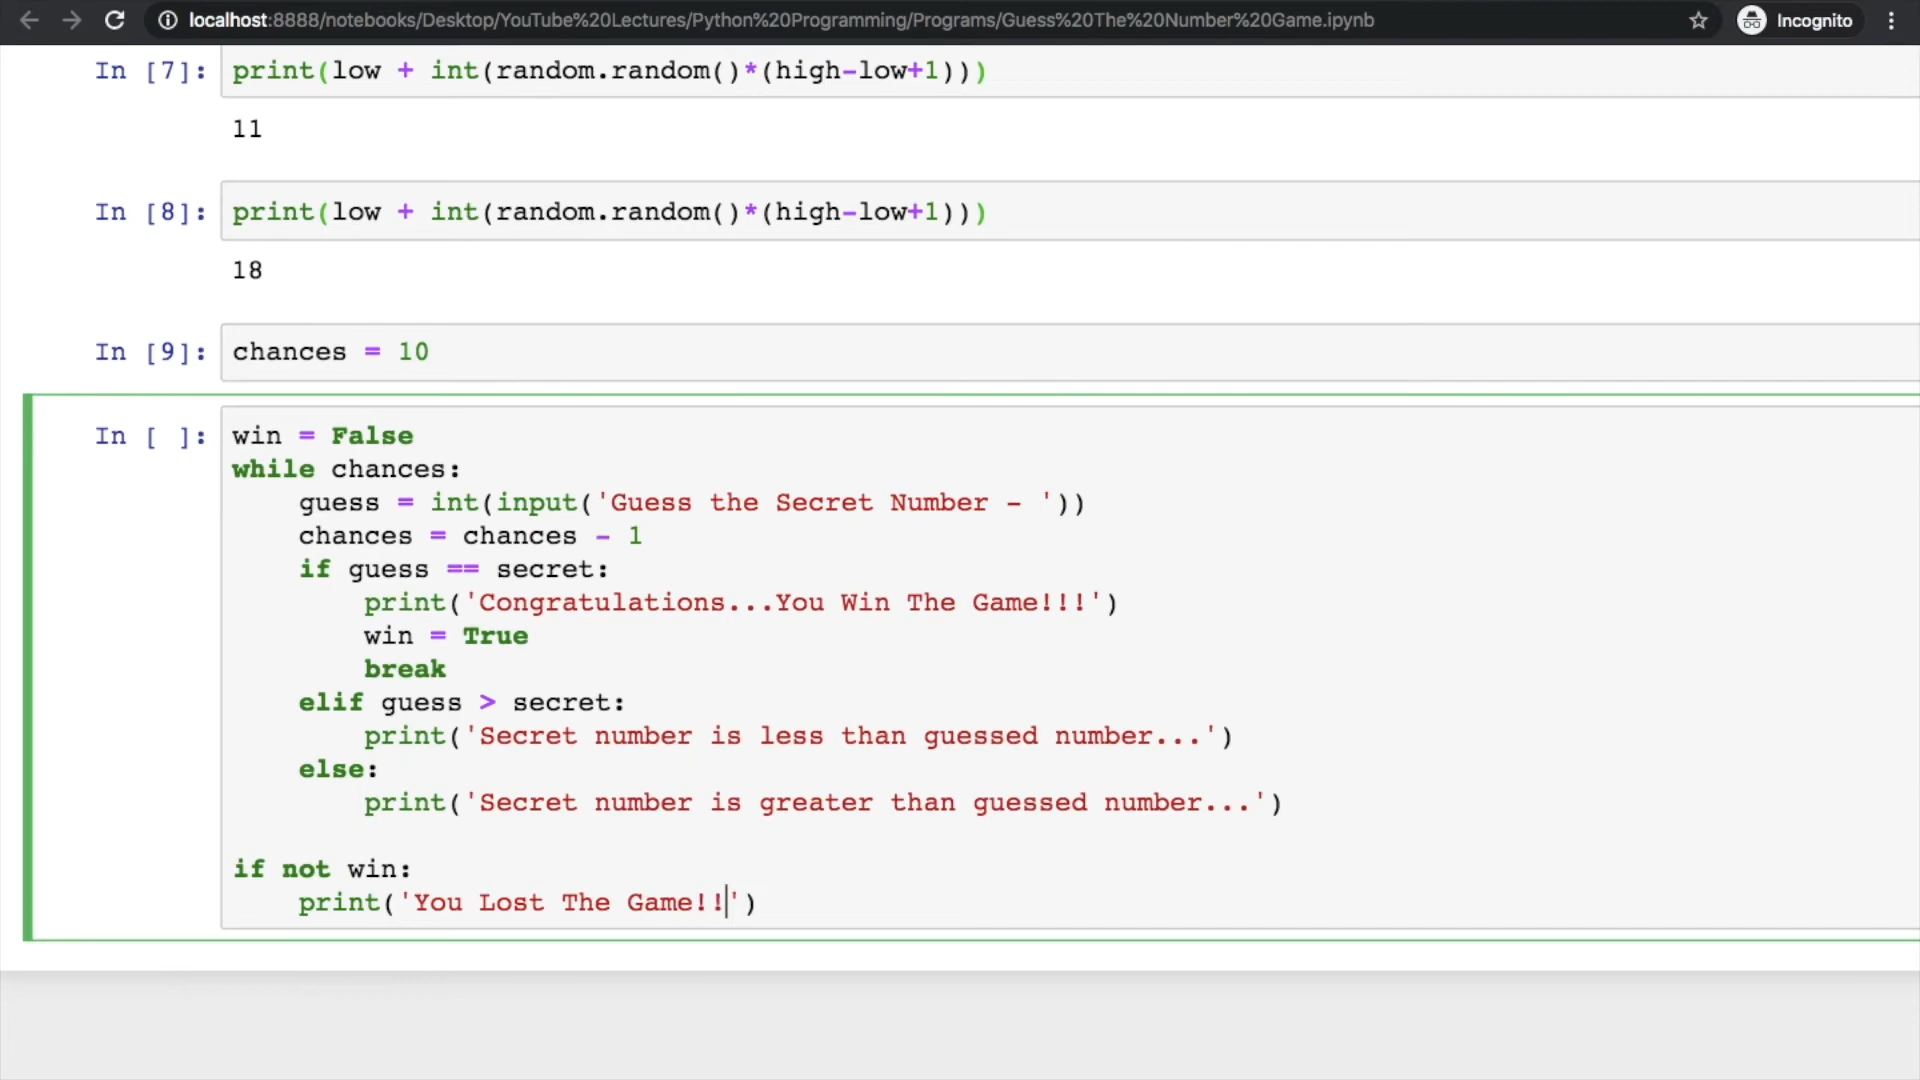 localhost:8888/notebooks/Desktop/YouTube%20Lectures/Python%20Programming/Programs/Guess%20The%20Number%20Game.ipynb Incognito
In [7]: print(low + int(random.random()*(high-low+1)))
11
In [8]: print(low + int(random.random()*(high-low+1)))
18
In [9]: chances = 10
In [ ]: win = False
while chances:
    guess = int(input('Guess the Secret Number - '))
    chances = chances - 1
    if guess == secret:
        print('Congratulations...You Win The Game!!!')
        win = True
        break
    elif guess > secret:
        print('Secret number is less than guessed number...')
    else:
        print('Secret number is greater than guessed number...')

if not win:
    print('You Lost The Game!!')